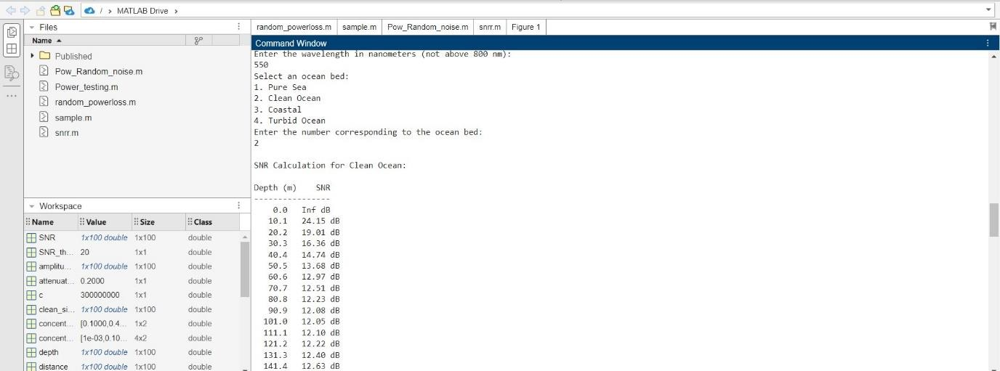 / > MATLAB Drive >
Files
Name
Published
Pow_Random_noise.m
Power_testing.m
random_powerloss.m
sample.m
snrr.m
Workspace
Name Value Size Class
SNR 1x100 double 1x100 double
SNR_th... 20 1x1 double
amplitu... 1x100 double 1x100 double
attenuat... 0.2000 1x1 double
c 300000000 1x1 double
clean_si... 1x100 double 1x100 double
concent... [0.1000,0.4... 1x2 double
concent... [1e-03,0.10... 4x2 double
depth 1x100 double 1x100 double
distance 1x100 double 1x100 double
random_powerloss.m sample.m Pow_Random_noise.m snrr.m Figure 1
Command Window
Enter the wavelength in nanometers (not above 800 nm):
550
Select an ocean bed:
1. Pure Sea
2. Clean Ocean
3. Coastal
4. Turbid Ocean
Enter the number corresponding to the ocean bed:
2
SNR Calculation for Clean Ocean:
Depth (m) SNR
----------------
0.0 Inf dB
10.1 24.15 dB
20.2 19.01 dB
30.3 16.36 dB
40.4 14.74 dB
50.5 13.68 dB
60.6 12.97 dB
70.7 12.51 dB
80.8 12.23 dB
90.9 12.08 dB
101.0 12.05 dB
111.1 12.10 dB
121.2 12.22 dB
131.3 12.40 dB
141.4 12.63 dB